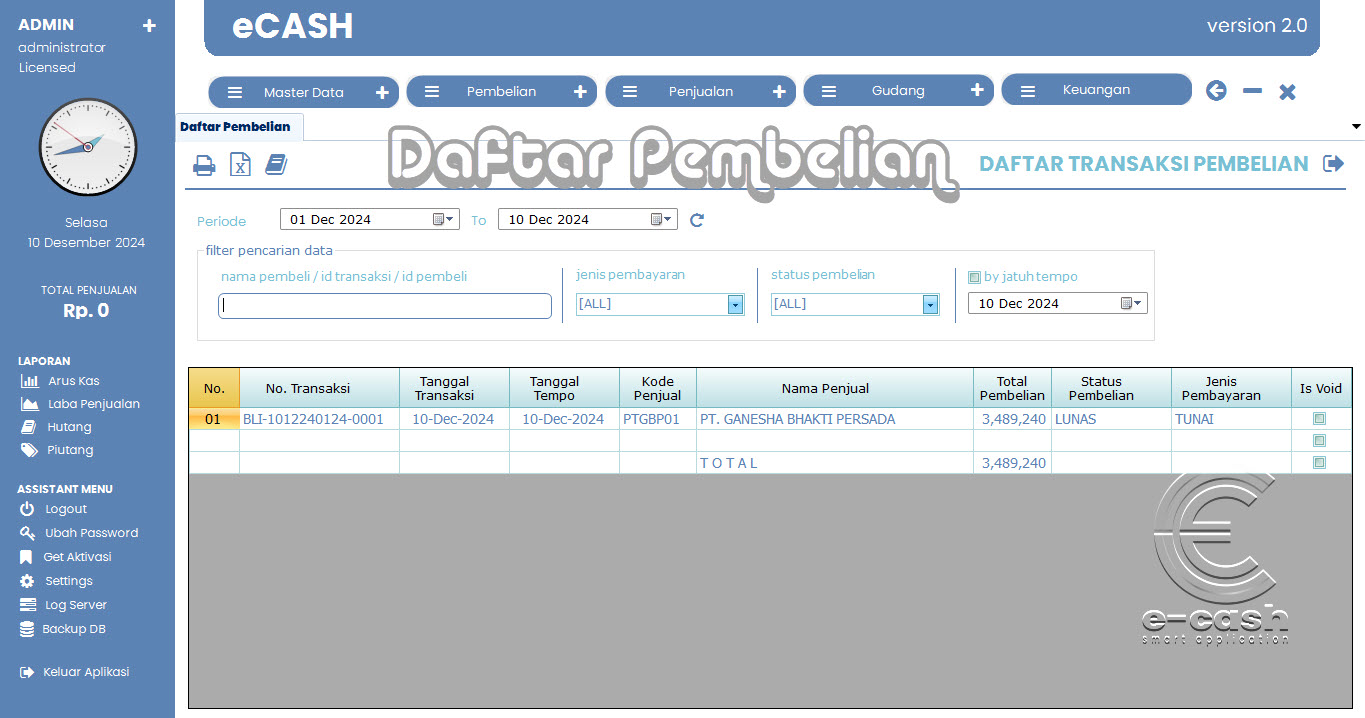 ADMIN
administrator
Licensed
Selasa
10 Desember 2024
TOTAL PENJUALAN
Rp. 0
LAPORAN
Arus Kas
Laba Penjualan
Hutang
Piutang
ASSISTANT MENU
Logout
Ubah Password
Get Aktivasi
Settings
Log Server
Backup DB
Keluar Aplikasi
eCASH version 2.0
Master Data Pembelian Penjualan Gudang Keuangan
Daftar Pembelian
Daftar Pembelian
DAFTAR TRANSAKSI PEMBELIAN
Periode 01 Dec 2024 To 10 Dec 2024
filter pencarian data
nama pembeli / id transaksi / id pembeli jenis pembayaran status pembelian by jatuh tempo
[ALL] [ALL] 10 Dec 2024
No. No. Transaksi Tanggal Transaksi Tanggal Tempo Kode Penjual Nama Penjual Total Pembelian Status Pembelian Jenis Pembayaran Is Void
01 BLI-1012240124-0001 10-Dec-2024 10-Dec-2024 PTGBP01 PT. GANESHA BHAKTI PERSADA 3,489,240 LUNAS TUNAI
T O T A L 3,489,240
e-cash
smart application